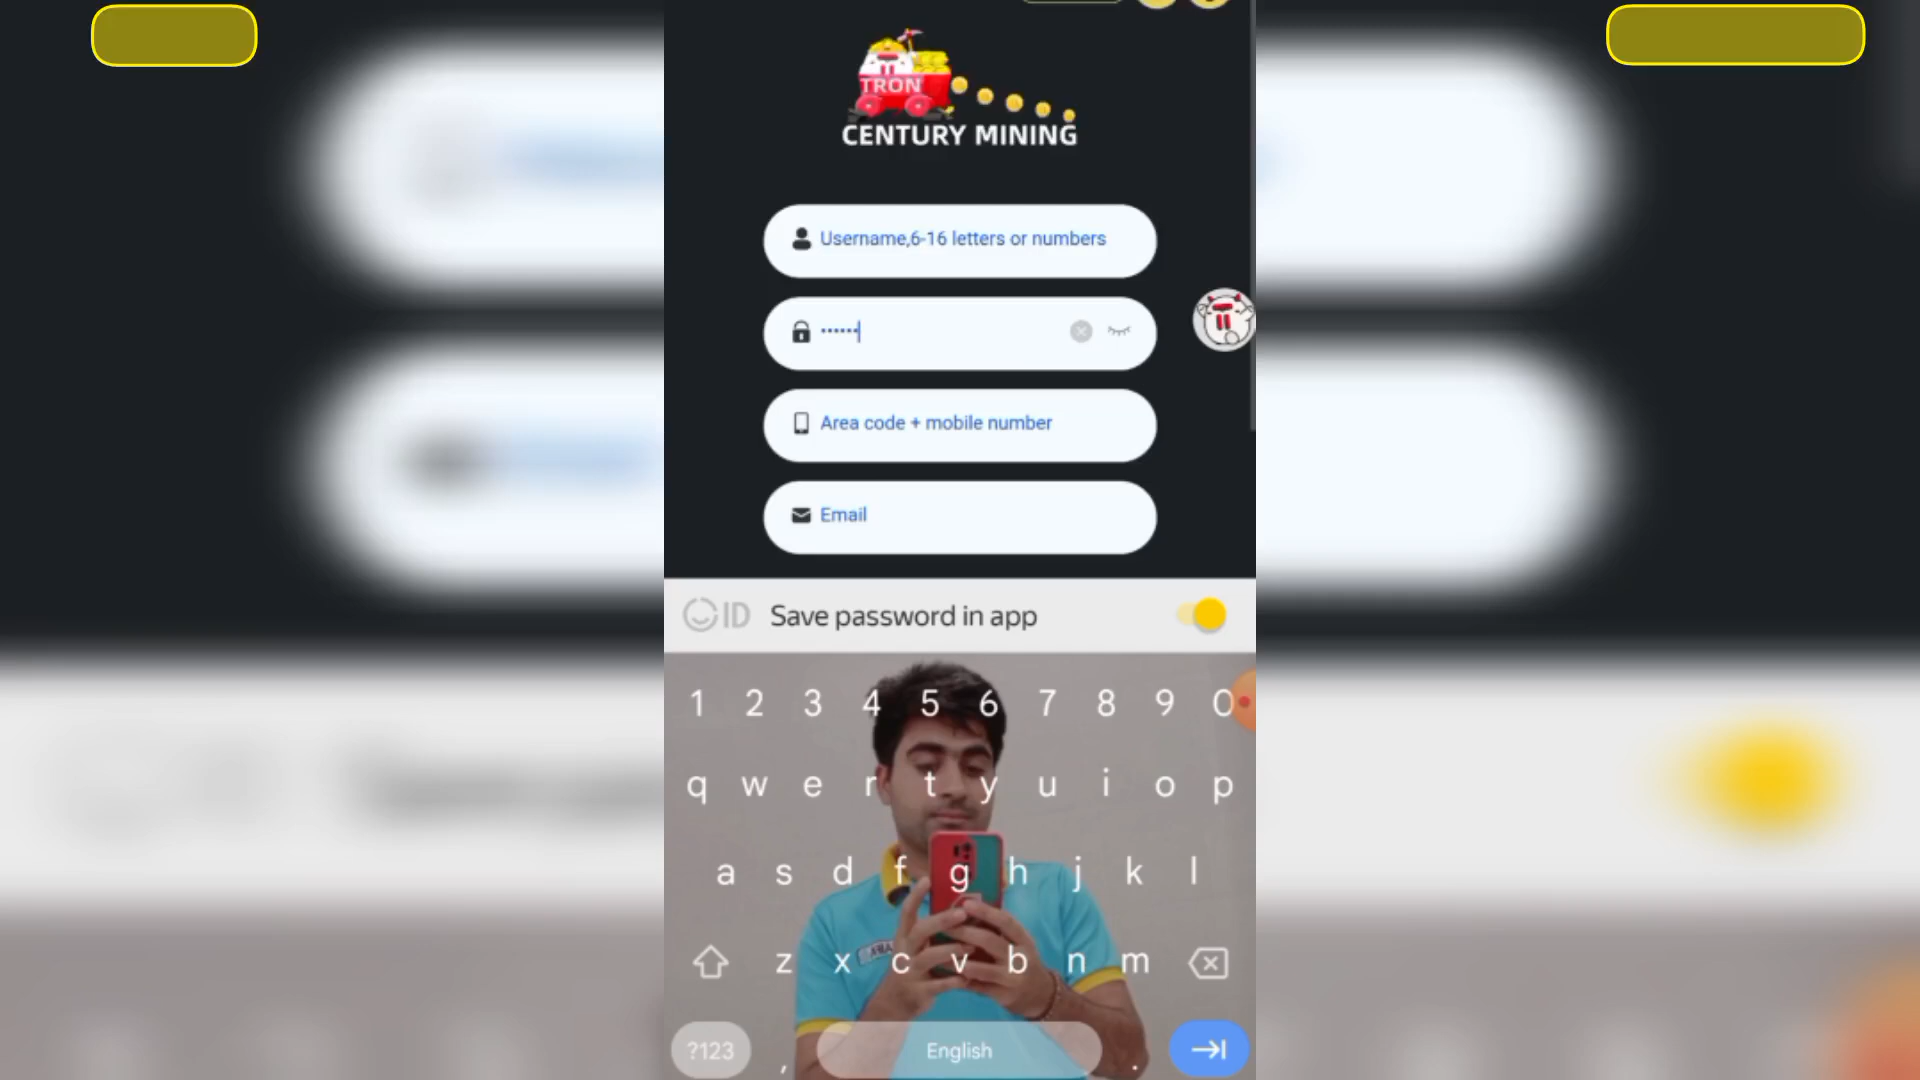 TRON
CENTURY MINING
Username,6-16 letters or numbers
••••••
Area code + mobile number
Email
ID Save password in app
1 2 3 4 5 6 7 8 9 0
q w e r t y u i o p
a s d f g h j k l
z x c v b n m
?123 , English .